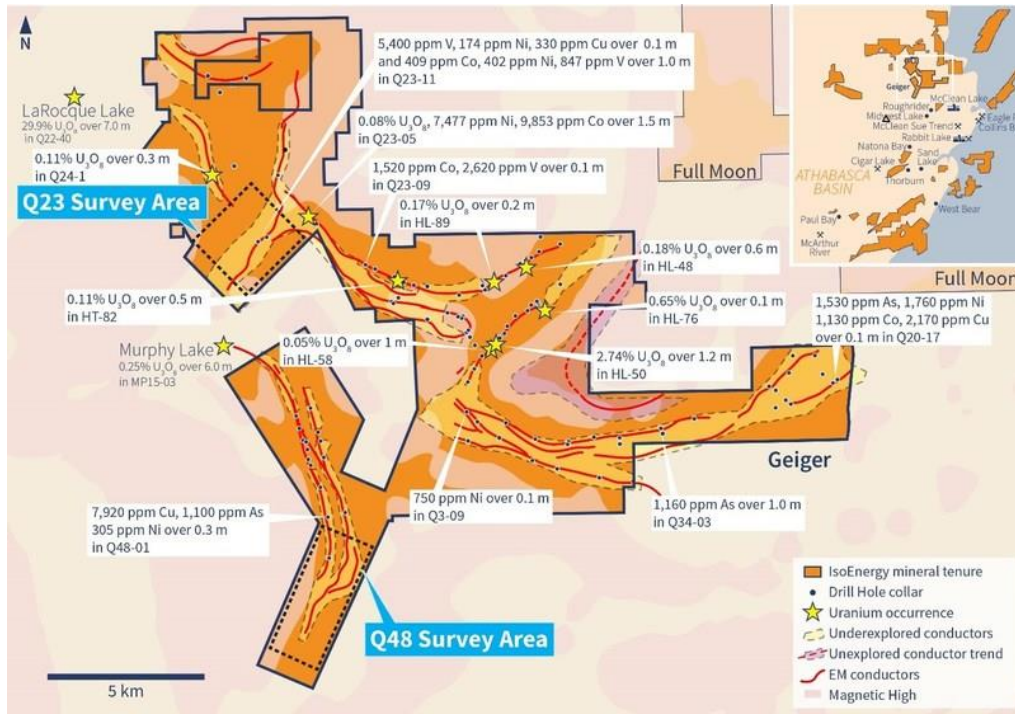 N
5,400 ppm V, 174 ppm Ni, 330 ppm Cu over 0.1 m
and 409 ppm Co, 402 ppm Ni, 847 ppm V over 1.0 m
in Q23-11
LaRocque Lake
29.9% U₃O₈ over 7.0 m
in Q22-40
0.08% U₃O₈, 7,477 ppm Ni, 9,853 ppm Co over 1.5 m
in Q23-05
0.11% U₃O₈ over 0.3 m
in Q24-1
1,520 ppm Co, 2,620 ppm V over 0.1 m
in Q23-09
Full Moon
Q23 Survey Area
0.17% U₃O₈ over 0.2 m
in HL-89
0.18% U₃O₈ over 0.6 m
in HL-48
Full Moon
0.11% U₃O₈ over 0.5 m
in HT-82
0.65% U₃O₈ over 0.1 m
in HL-76
1,530 ppm As, 1,760 ppm Ni
1,130 ppm Co, 2,170 ppm Cu
over 0.1 m in Q20-17
Murphy Lake
0.25% U₃O₈ over 6.0 m
in MP15-03
0.05% U₃O₈ over 1 m
in HL-58
2.74% U₃O₈ over 1.2 m
in HL-50
Geiger
750 ppm Ni over 0.1 m
in Q3-09
1,160 ppm As over 1.0 m
in Q34-03
7,920 ppm Cu, 1,100 ppm As
305 ppm Ni over 0.3 m
in Q48-01
Q48 Survey Area
5 km
Geiger
Roughrider
McClean Lake
Midwest Lake
McClean Sue Trend
Eagle
Collins B
Rabbit Lake
Natona Bay
Sand
Lake
Cigar Lake
Thorburn
ATHABASCA
BASIN
West Bear
Paul Bay
McArthur
River
IsoEnergy mineral tenure
Drill Hole collar
Uranium occurrence
Underexplored conductors
Unexplored conductor trend
EM conductors
Magnetic High